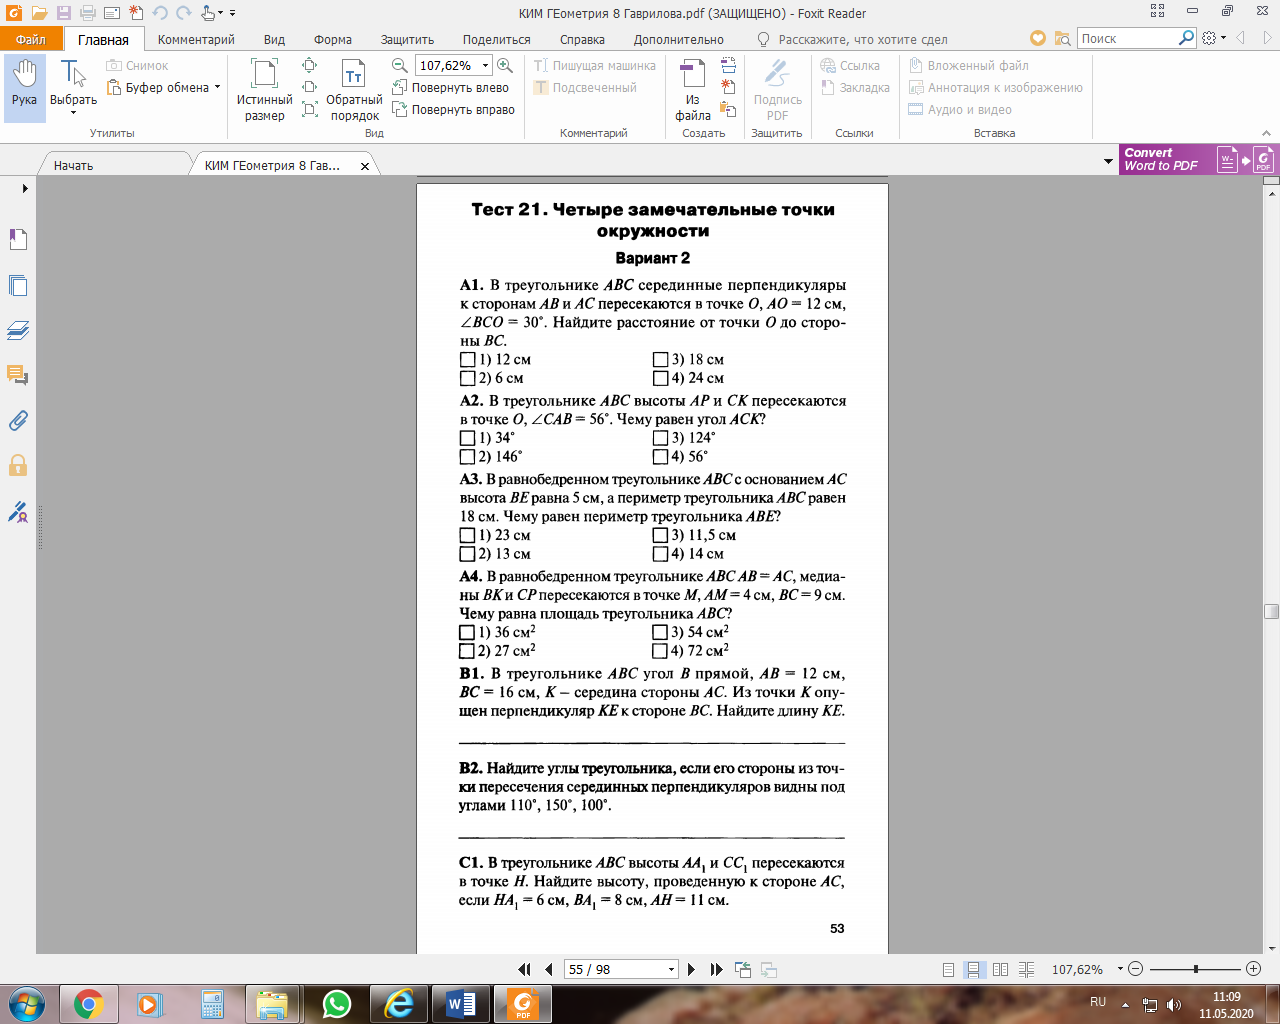 КИМ ГЕометрия 8 Гаврилова.pdf (ЗАЩИЩЕНО) - Foxit Reader
Файл Главная Комментарий Вид Форма Защитить Поделиться Справка Дополнительно Расскажите, что хотите сдел Поиск
Рука
Выбрать
Снимок
Буфер обмена
Утилиты
Истинный размер
Обратный порядок
107,62%
Повернуть влево
Повернуть вправо
Вид
Пишущая машинка
Подсвеченный
Комментарий
Из файла
Создать
Подпись PDF
Защитить
Ссылка
Закладка
Ссылки
Вложенный файл
Аннотация к изображению
Аудио и видео
Вставка
Начать
КИМ ГЕометрия 8 Гав...
Convert
Word to PDF
Тест 21. Четыре замечательные точки
окружности
Вариант 2
А1. В треугольнике ABC серединные перпендикуляры
к сторонам AB и AC пересекаются в точке O, AO = 12 см,
∠BCO = 30°. Найдите расстояние от точки O до сторо-
ны BC.
1) 12 см 3) 18 см
2) 6 см 4) 24 см
А2. В треугольнике ABC высоты AP и CK пересекаются
в точке O, ∠CAB = 56°. Чему равен угол ACK?
1) 34° 3) 124°
2) 146° 4) 56°
А3. В равнобедренном треугольнике ABC с основанием AC
высота BE равна 5 см, а периметр треугольника ABC равен
18 см. Чему равен периметр треугольника ABE?
1) 23 см 3) 11,5 см
2) 13 см 4) 14 см
А4. В равнобедренном треугольнике ABC AB = AC, медиа-
ны BK и CP пересекаются в точке M, AM = 4 см, BC = 9 см.
Чему равна площадь треугольника ABC?
1) 36 см² 3) 54 см²
2) 27 см² 4) 72 см²
В1. В треугольнике ABC угол B прямой, AB = 12 см,
BC = 16 см, K – середина стороны AC. Из точки K опу-
щен перпендикуляр KE к стороне BC. Найдите длину KE.
В2. Найдите углы треугольника, если его стороны из точ-
ки пересечения серединных перпендикуляров видны под
углами 110°, 150°, 100°.
С1. В треугольнике ABC высоты AA₁ и CC₁ пересекаются
в точке H. Найдите высоту, проведенную к стороне AC,
если HA₁ = 6 см, BA₁ = 8 см, AH = 11 см.
53
55 / 98
107,62%
RU
11:09
11.05.2020